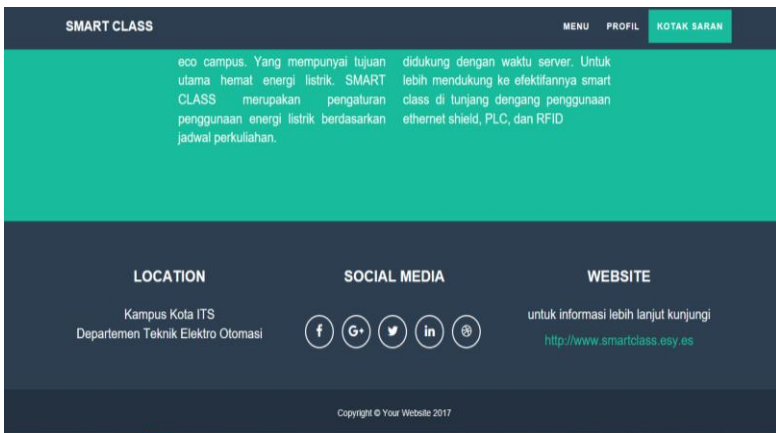 SMART CLASS
MENU PROFIL KOTAK SARAN
eco campus. Yang mempunyai tujuan
utama hemat energi listrik. SMART
CLASS merupakan pengaturan
penggunaan energi listrik berdasarkan
jadwal perkuliahan.
didukung dengan waktu server. Untuk
lebih mendukung ke efektifannya smart
class di tunjang dengang penggunaan
ethernet shield, PLC, dan RFID
LOCATION
Kampus Kota ITS
Departemen Teknik Elektro Otomasi
SOCIAL MEDIA
f G+ in
WEBSITE
untuk informasi lebih lanjut kunjungi
http://www.smartclass.esy.es
Copyright © Your Website 2017